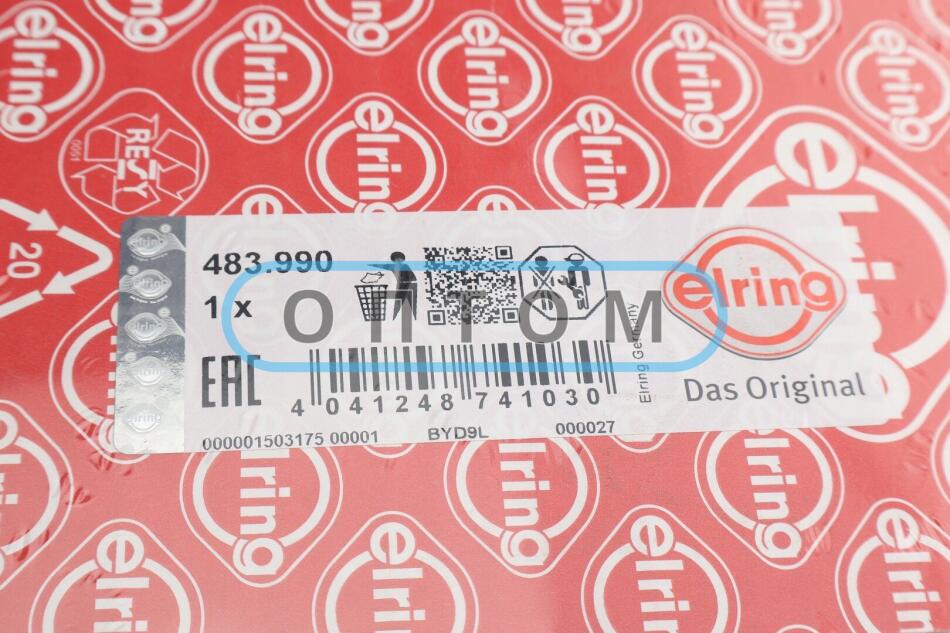 elring
RESY
0051
20
483.990
1 x
ОПТОМ
EAC
4 041248 741030
000001503175 00001 BYD9L 000027
Elring Germany
elring
Das Original